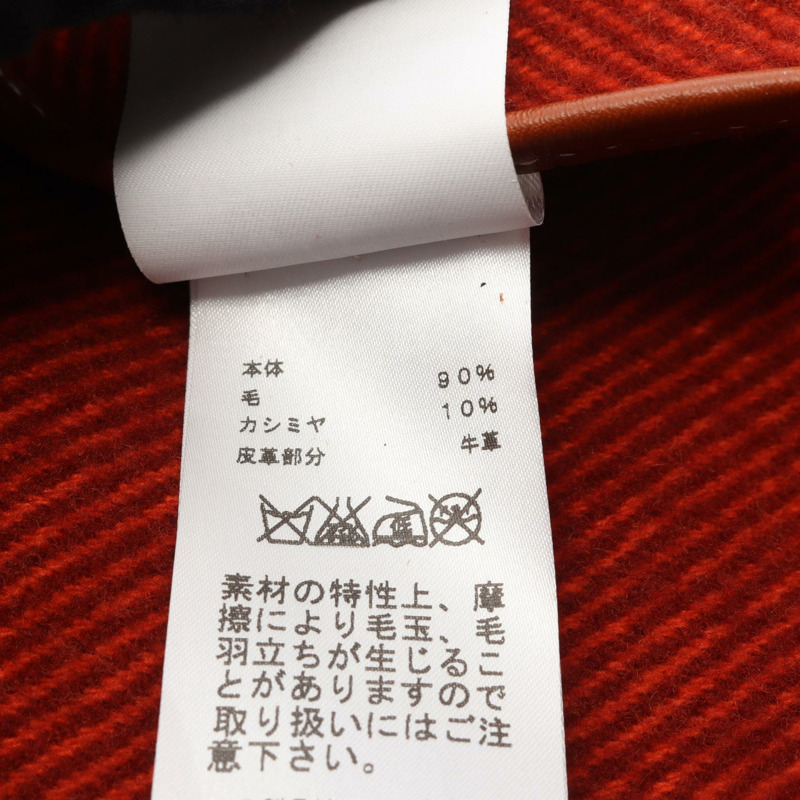 本体
毛 90%
カシミヤ 10%
皮革部分 牛革
低
素材の特性上、摩
擦により毛玉、毛
羽立ちが生じるこ
とがありますので
取り扱いにはご注
意下さい。